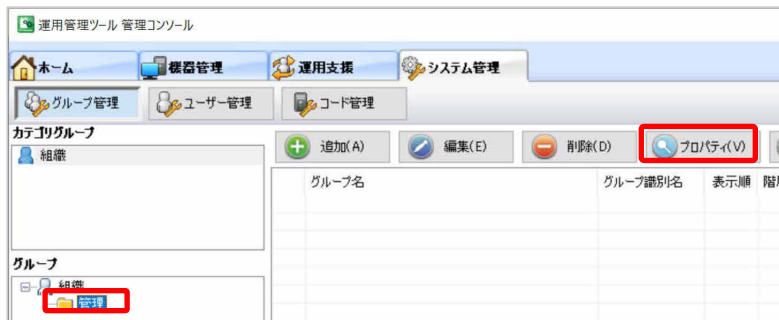 運用管理ツール 管理コンソール
ホーム 機器管理 運用支援 システム管理
グループ管理 ユーザー管理 コード管理
カテゴリグループ
組織
追加(A) 編集(E) 削除(D) プロパティ(V)
グループ名 グループ識別名 表示順
グループ
組織
管理